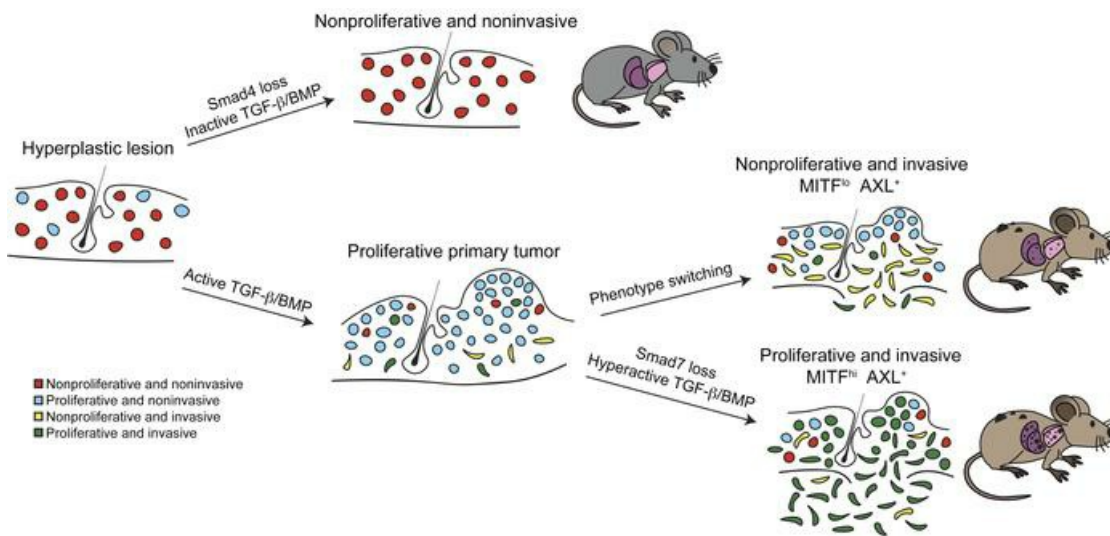 Nonproliferative and noninvasive
Smad4 loss
Inactive TGF-β/BMP
Hyperplastic lesion
Active TGF-β/BMP
Proliferative primary tumor
Phenotype switching
Nonproliferative and invasive
MITFˡᵒ AXL⁺
Smad7 loss
Hyperactive TGF-β/BMP
Proliferative and invasive
MITFʰⁱ AXL⁺
Nonproliferative and noninvasive
Proliferative and noninvasive
Nonproliferative and invasive
Proliferative and invasive